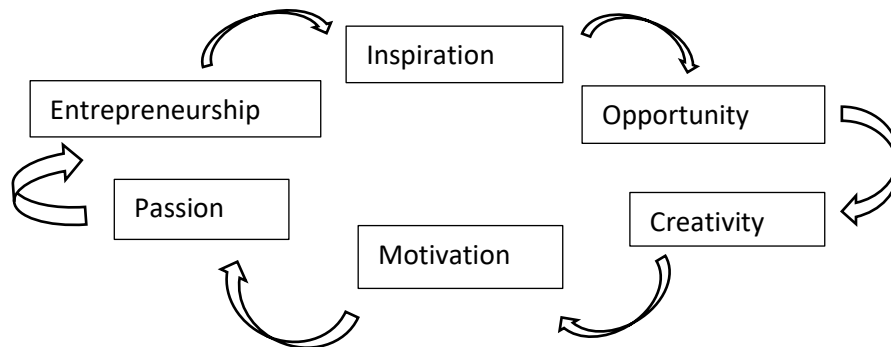 Inspiration
Entrepreneurship
Opportunity
Passion
Creativity
Motivation